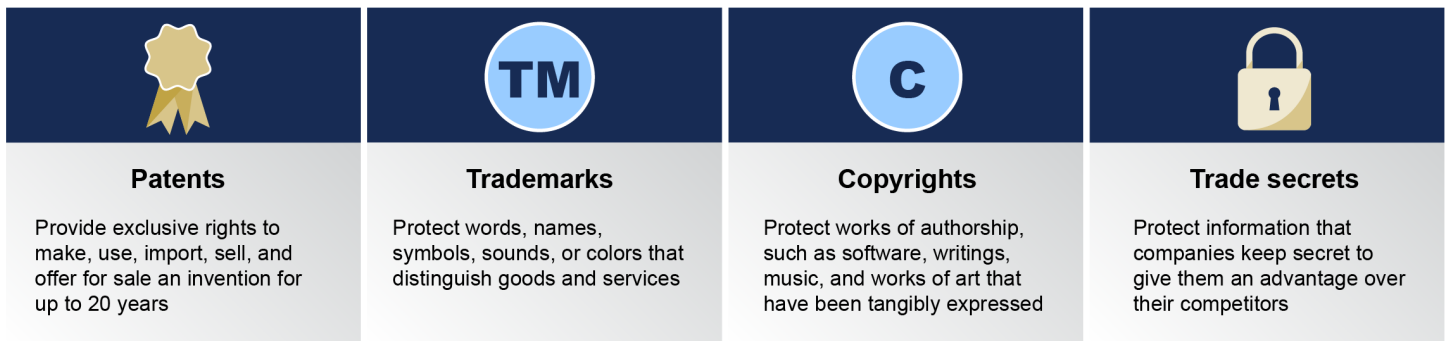 TM
C
Patents
Provide exclusive rights to
make, use, import, sell, and
offer for sale an invention for
up to 20 years
Trademarks
Protect words, names,
symbols, sounds, or colors that
distinguish goods and services
Copyrights
Protect works of authorship,
such as software, writings,
music, and works of art that
have been tangibly expressed
Trade secrets
Protect information that
companies keep secret to
give them an advantage over
their competitors